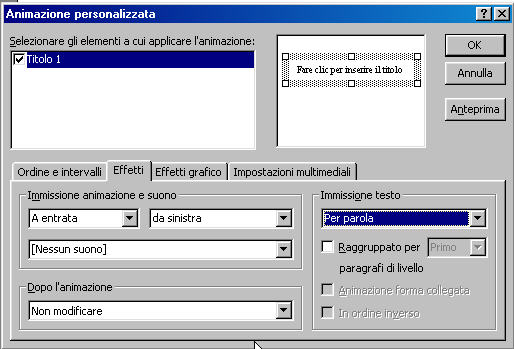 Animazione personalizzata
Selezionare gli elementi a cui applicare l'animazione:
Titolo 1
Fare clic per inserire il titolo
OK
Annulla
Anteprima
Ordine e intervalli
Effetti
Effetti grafico
Impostazioni multimediali
Immissione animazione e suono
A entrata
da sinistra
[Nessun suono]
Dopo l'animazione
Non modificare
Immissione testo
Per parola
Raggruppato per
Primo
paragrafi di livello
Animazione forma collegata
In ordine inverso